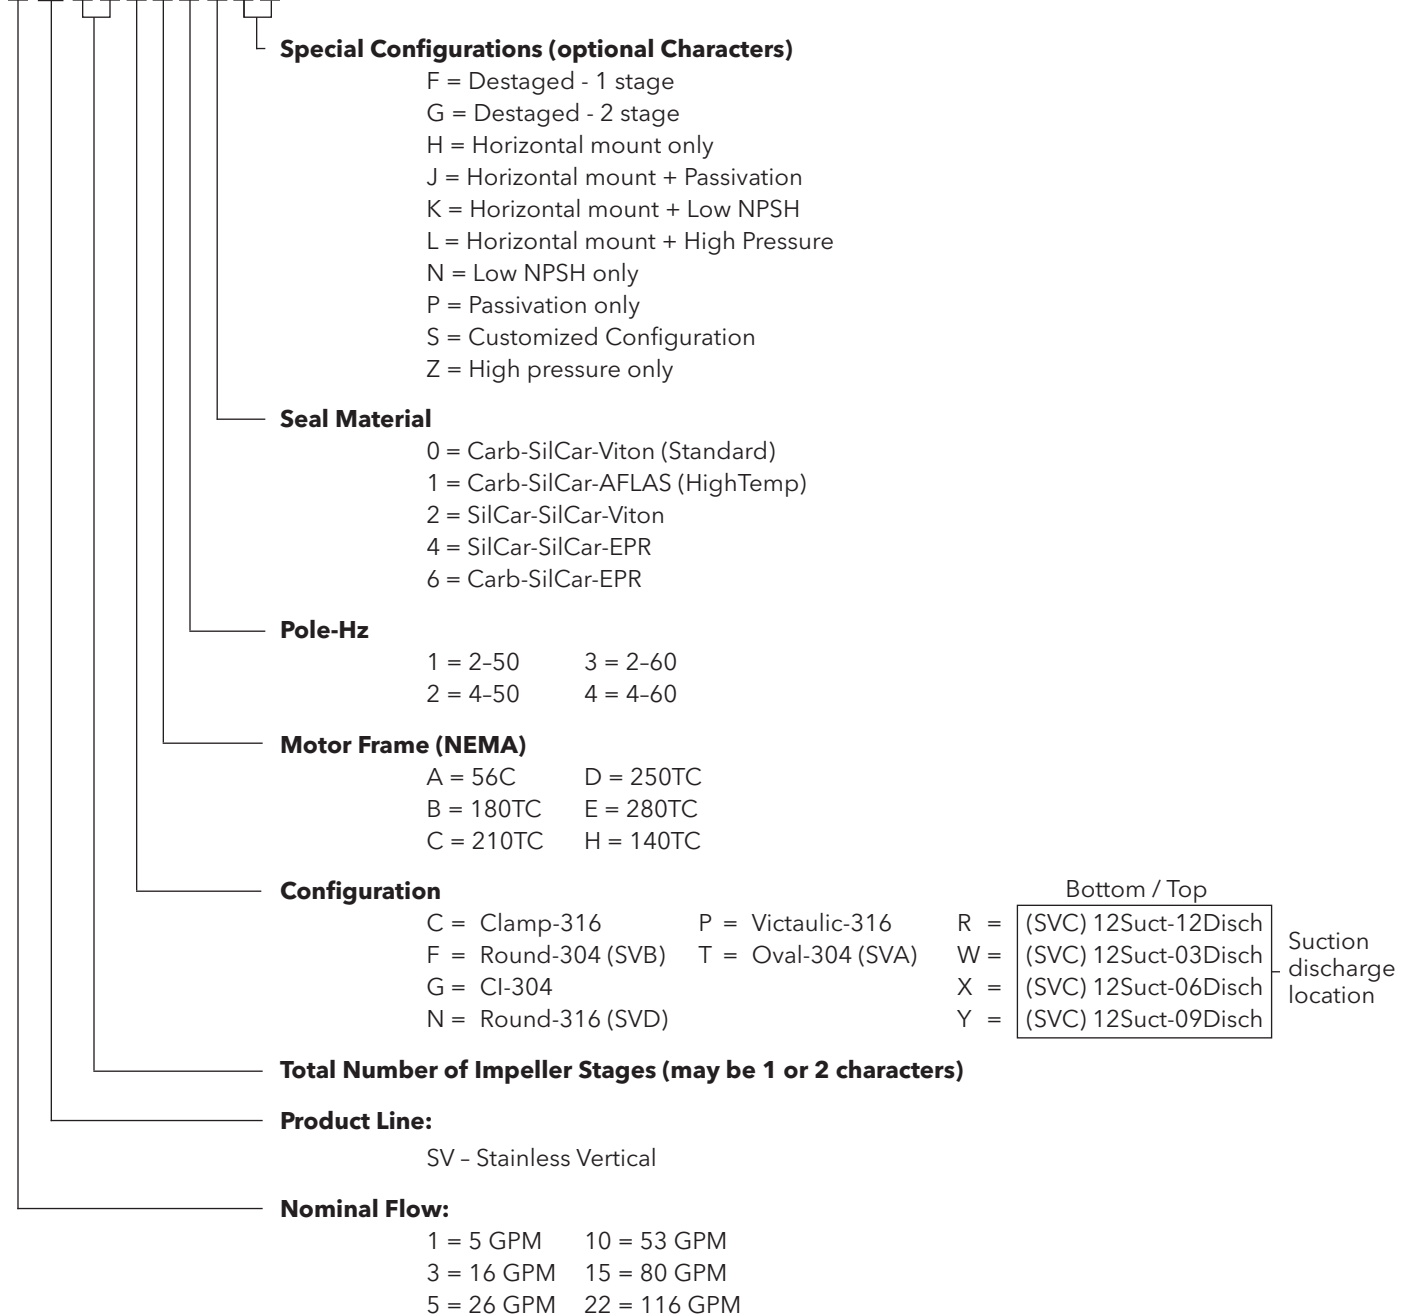 Special Configurations (optional Characters)
F = Destaged - 1 stage
G = Destaged - 2 stage
H = Horizontal mount only
J = Horizontal mount + Passivation
K = Horizontal mount + Low NPSH
L = Horizontal mount + High Pressure
N = Low NPSH only
P = Passivation only
S = Customized Configuration
Z = High pressure only
Seal Material
0 = Carb-SilCar-Viton (Standard)
1 = Carb-SilCar-AFLAS (HighTemp)
2 = SilCar-SilCar-Viton
4 = SilCar-SilCar-EPR
6 = Carb-SilCar-EPR
Pole-Hz
1 = 2–50 3 = 2–60
2 = 4–50 4 = 4–60
Motor Frame (NEMA)
A = 56C D = 250TC
B = 180TC E = 280TC
C = 210TC H = 140TC
Configuration
Bottom / Top
C = Clamp-316 P = Victaulic-316 R = (SVC) 12Suct-12Disch
F = Round-304 (SVB) T = Oval-304 (SVA) W = (SVC) 12Suct-03Disch
G = CI-304 X = (SVC) 12Suct-06Disch
N = Round-316 (SVD) Y = (SVC) 12Suct-09Disch
Suction
discharge
location
Total Number of Impeller Stages (may be 1 or 2 characters)
Product Line:
SV – Stainless Vertical
Nominal Flow:
1 = 5 GPM 10 = 53 GPM
3 = 16 GPM 15 = 80 GPM
5 = 26 GPM 22 = 116 GPM